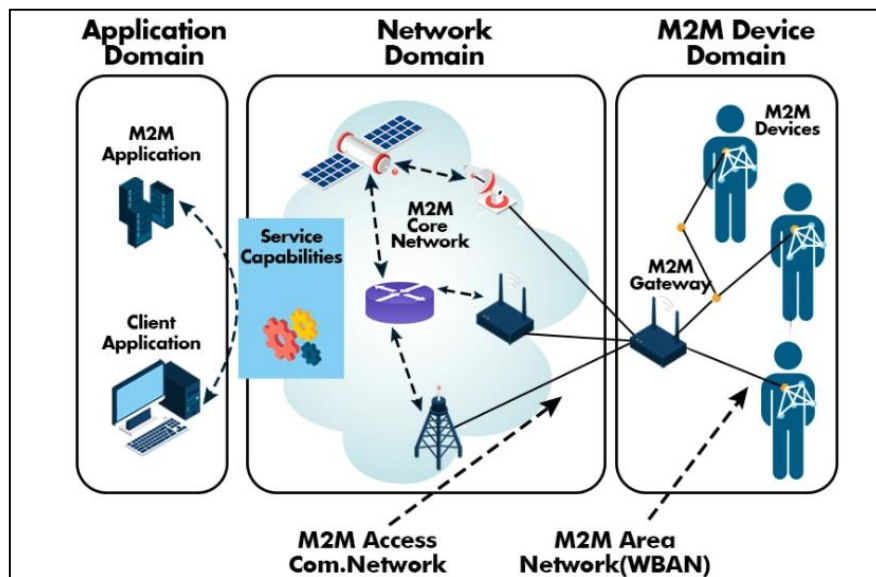 Application
Domain
Network
Domain
M2M Device
Domain
M2M
Application
Client
Application
Service
Capabilities
M2M
Core
Network
M2M
Gateway
M2M
Devices
M2M Access
Com.Network
M2M Area
Network(WBAN)